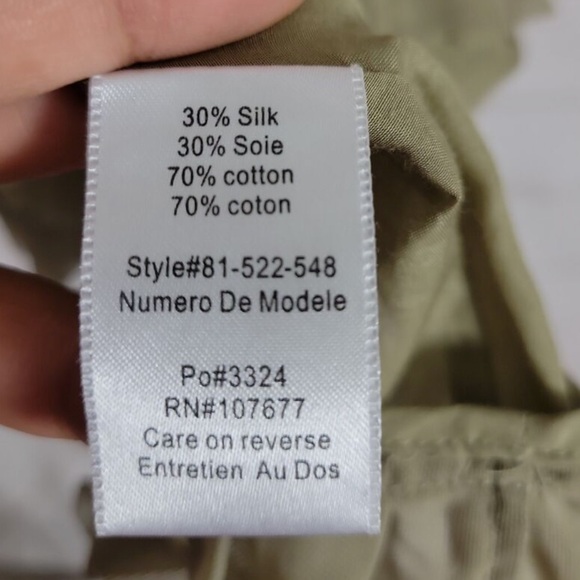 30% Silk
30% Soie
70% cotton
70% coton
Style#81-522-548
Numero De Modele
Po#3324
RN#107677
Care on reverse
Entretien Au Dos